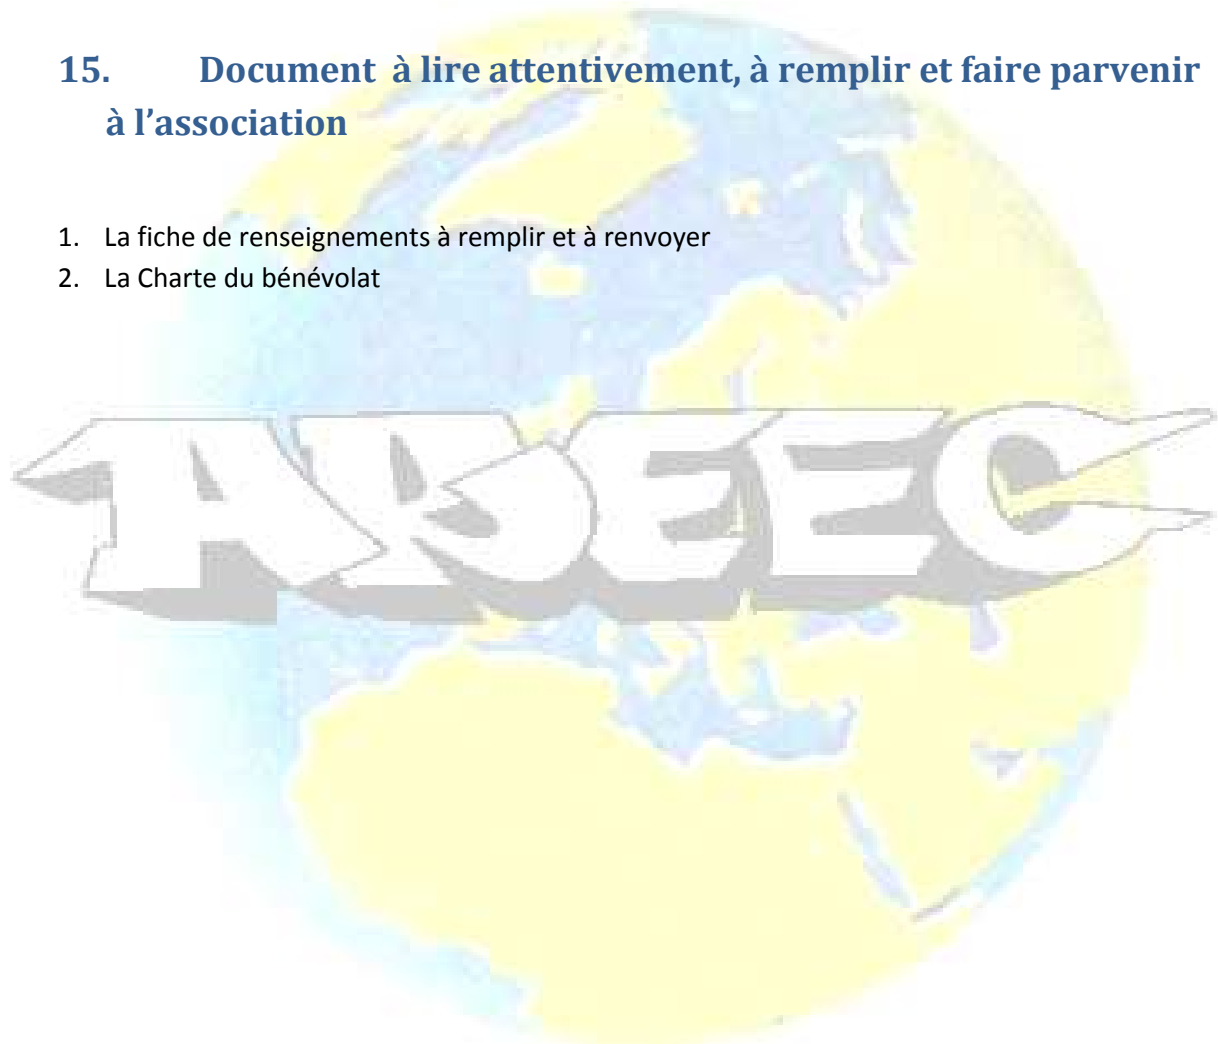 15. Document à lire attentivement, à remplir et faire parvenir
à l'association
1. La fiche de renseignements à remplir et à renvoyer
2. La Charte du bénévolat
ABEEC